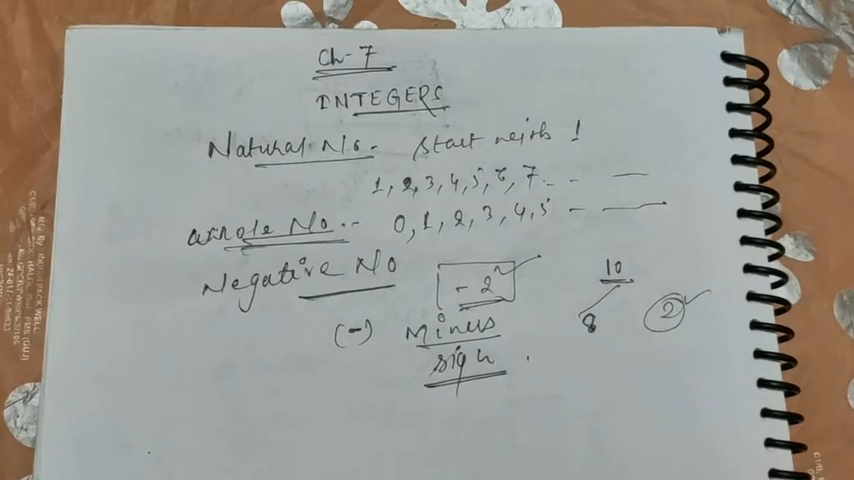 Ch-7
INTEGERS
Natural No. - Start with 1
1, 2, 3, 4, 5, 6, 7 - -
Whole No. - 0, 1, 2, 3, 4, 5 -
Negative No
-2
10
8
2
(-) Minus
sign.